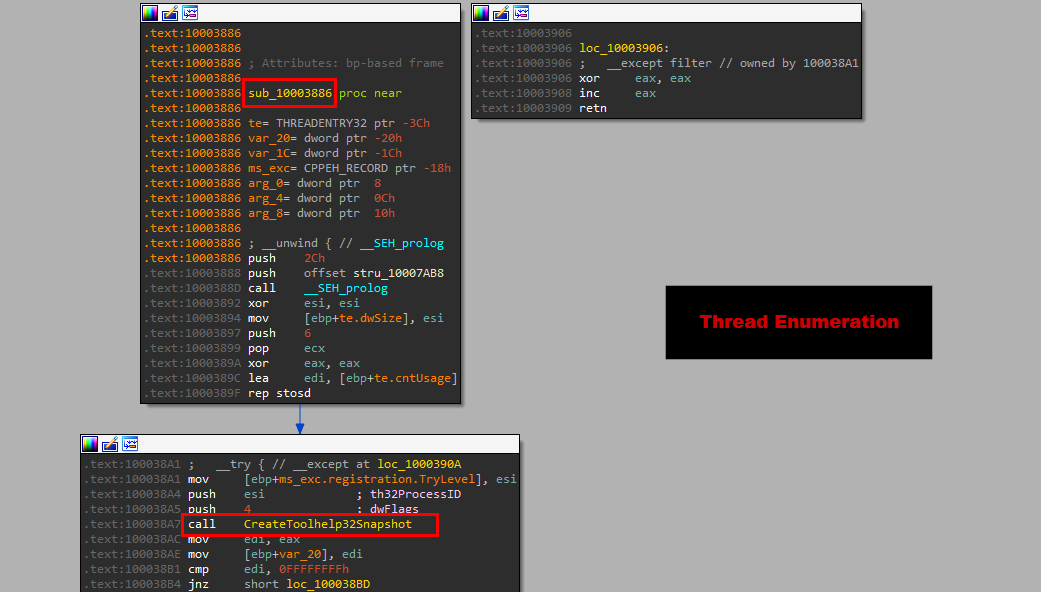 .text:10003886
.text:10003886
.text:10003886 ; Attributes: bp-based frame
.text:10003886
.text:10003886 sub_10003886 proc near
.text:10003886
.text:10003886 te= THREADENTRY32 ptr -3Ch
.text:10003886 var_20= dword ptr -20h
.text:10003886 var_1C= dword ptr -1Ch
.text:10003886 ms_exc= CPPEH_RECORD ptr -18h
.text:10003886 arg_0= dword ptr  8
.text:10003886 arg_4= dword ptr  0Ch
.text:10003886 arg_8= dword ptr  10h
.text:10003886
.text:10003886 ; __unwind { // __SEH_prolog
.text:10003886 push    2Ch
.text:10003888 push    offset stru_10007AB8
.text:1000388D call    __SEH_prolog
.text:10003892 xor     esi, esi
.text:10003894 mov     [ebp+te.dwSize], esi
.text:10003897 push    6
.text:10003899 pop     ecx
.text:1000389A xor     eax, eax
.text:1000389C lea     edi, [ebp+te.cntUsage]
.text:1000389F rep stosd
.text:10003906
.text:10003906 loc_10003906:
.text:10003906 ;   __except filter // owned by 100038A1
.text:10003906 xor     eax, eax
.text:10003908 inc     eax
.text:10003909 retn
Thread Enumeration
.text:100038A1 ;   __try { // __except at loc_1000390A
.text:100038A1 mov     [ebp+ms_exc.registration.TryLevel], esi
.text:100038A4 push    esi             ; th32ProcessID
.text:100038A5 push    4               ; dwFlags
.text:100038A7 call    CreateToolhelp32Snapshot
.text:100038AC mov     edi, eax
.text:100038AE mov     [ebp+var_20], edi
.text:100038B1 cmp     edi, 0FFFFFFFFh
.text:100038B4 jnz     short loc_100038BD